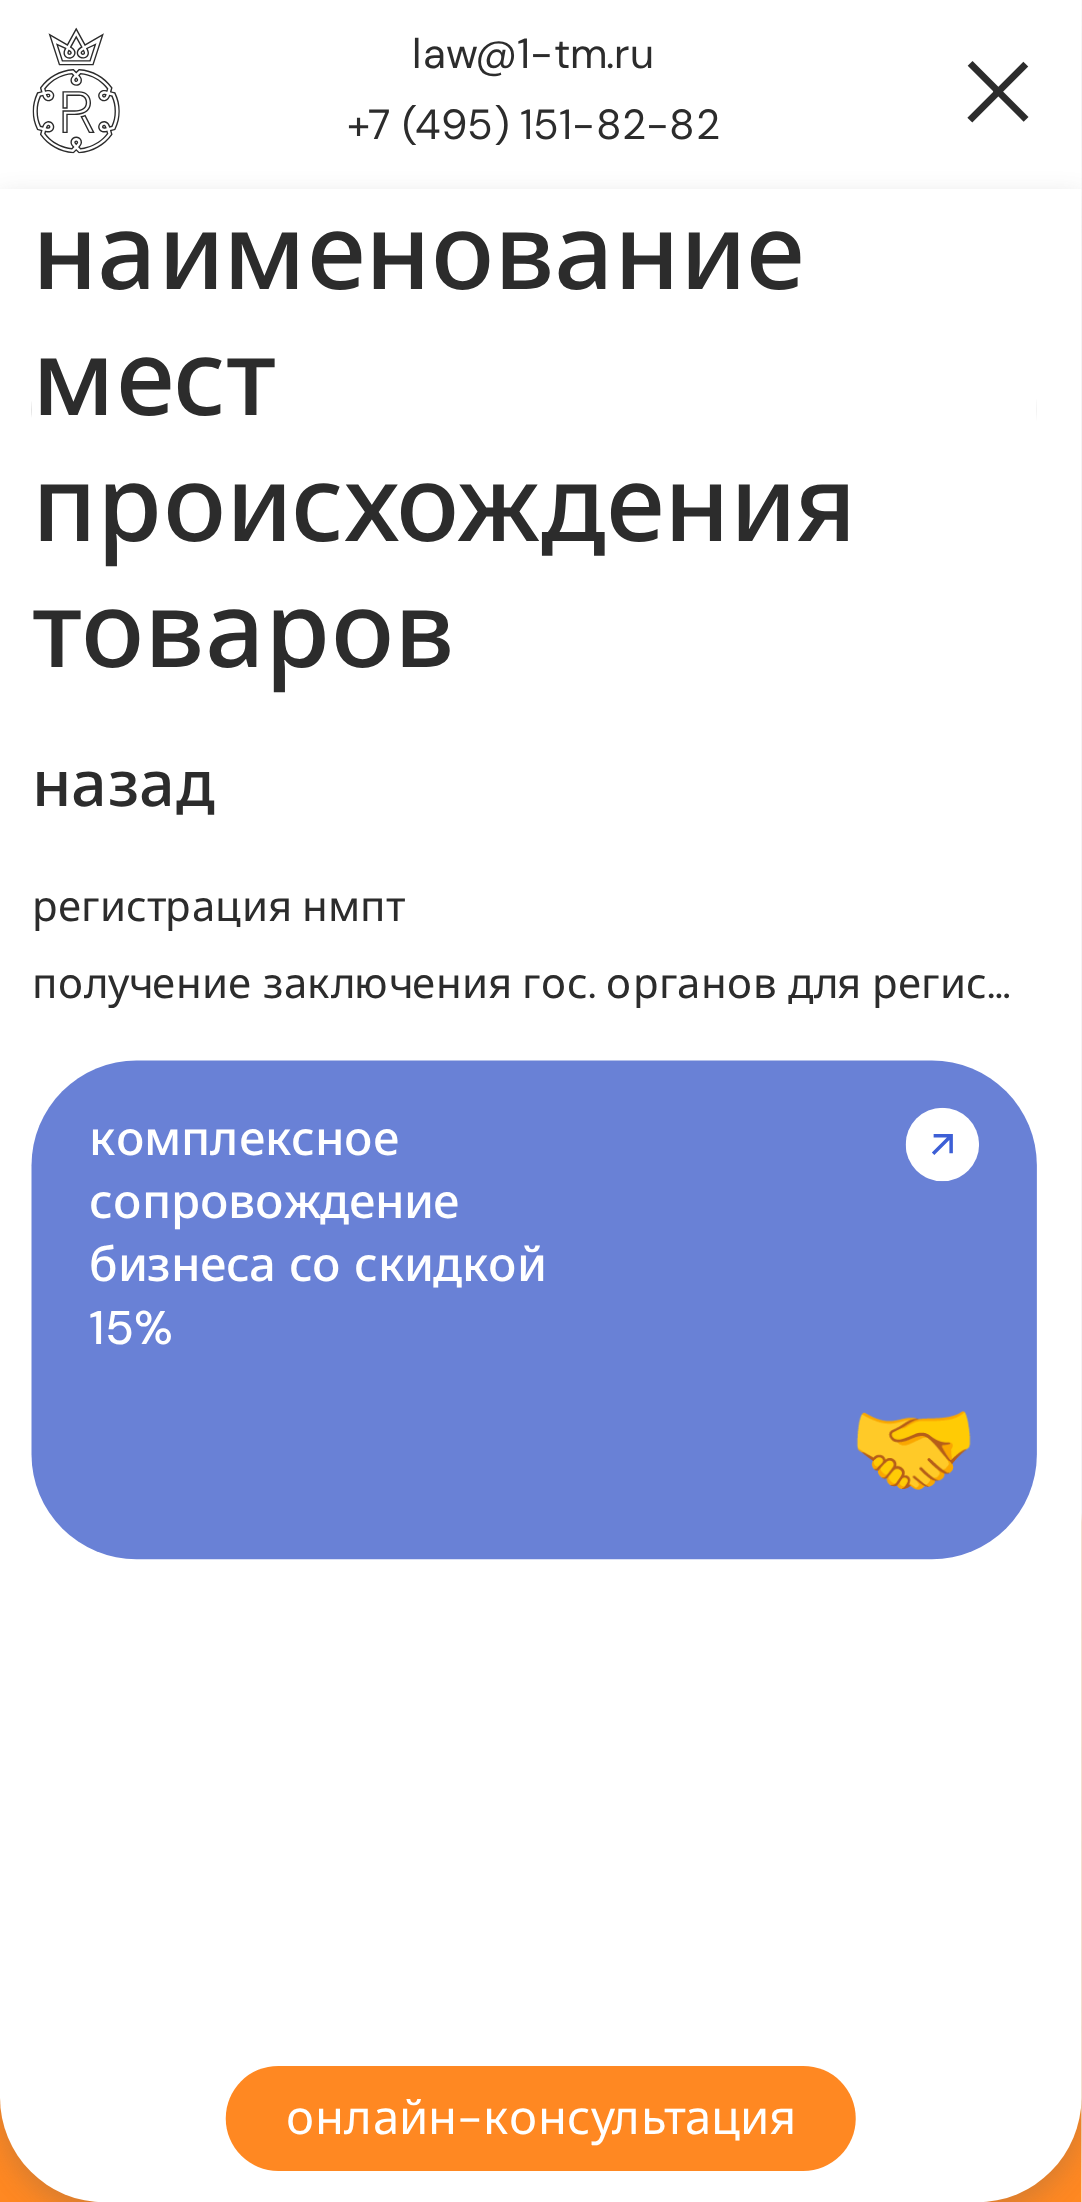 law@1-tm.ru
+7 (495) 151-82-82
R
наименование
мест
происхождения
товаров
назад
регистрация нмпт
получение заключения гос. органов для регис...
комплексное
сопровождение
бизнеса со скидкой
15%
онлайн-консультация